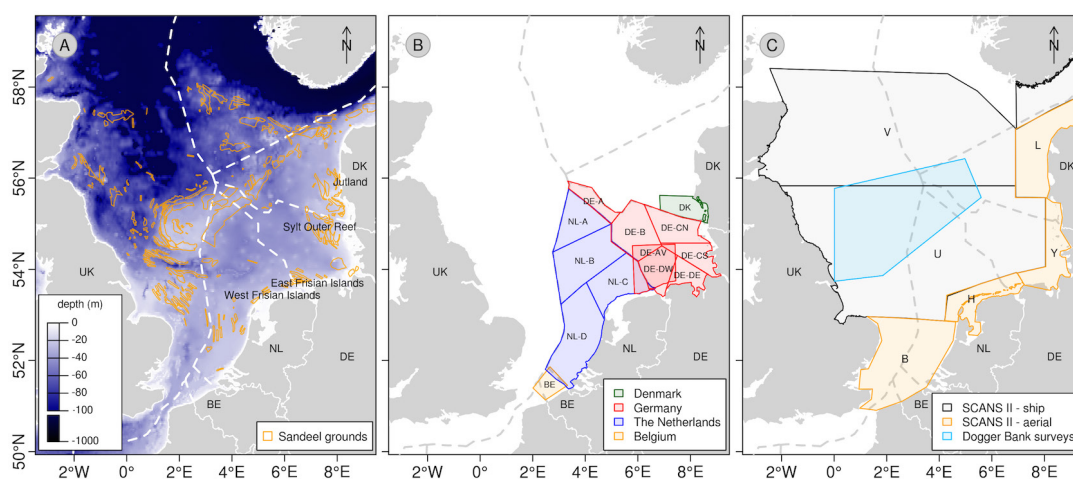 A
N
58°N
56°N
54°N
52°N
50°N
DK
Jutland
Sylt Outer Reef
East Frisian Islands
West Frisian Islands
UK
NL
DE
BE
depth (m)
0
-20
-40
-60
-80
-100
-1000
Sandeel grounds
2°W
0°
2°E
4°E
6°E
8°E
B
N
DK
DK
DE-A
NL-A
DE-B
DE-CN
NL-B
DE-AV
DE-CS
DE-DW
DE-DE
NL-C
UK
NL-D
NL
DE
BE
BE
Denmark
Germany
The Netherlands
Belgium
2°W
0°
2°E
4°E
6°E
8°E
C
N
V
L
DK
U
Y
UK
H
B
NL
DE
BE
SCANS II - ship
SCANS II - aerial
Dogger Bank surveys
2°W
0°
2°E
4°E
6°E
8°E